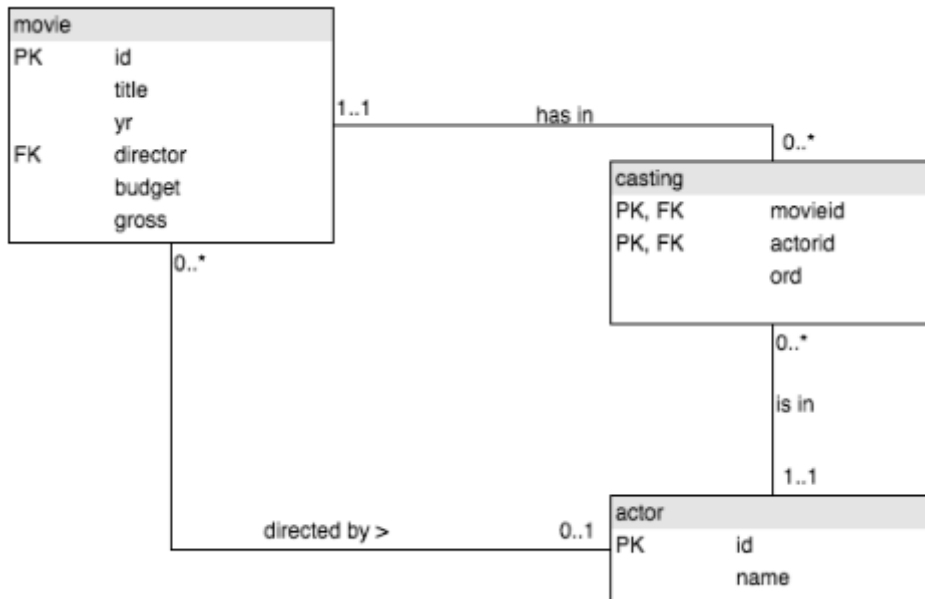 movie
PK id
title
yr
FK director
budget
gross
1..1
has in
0..*
casting
PK, FK movieid
PK, FK actorid
ord
0..*
0..*
is in
1..1
directed by >
0..1
actor
PK id
name